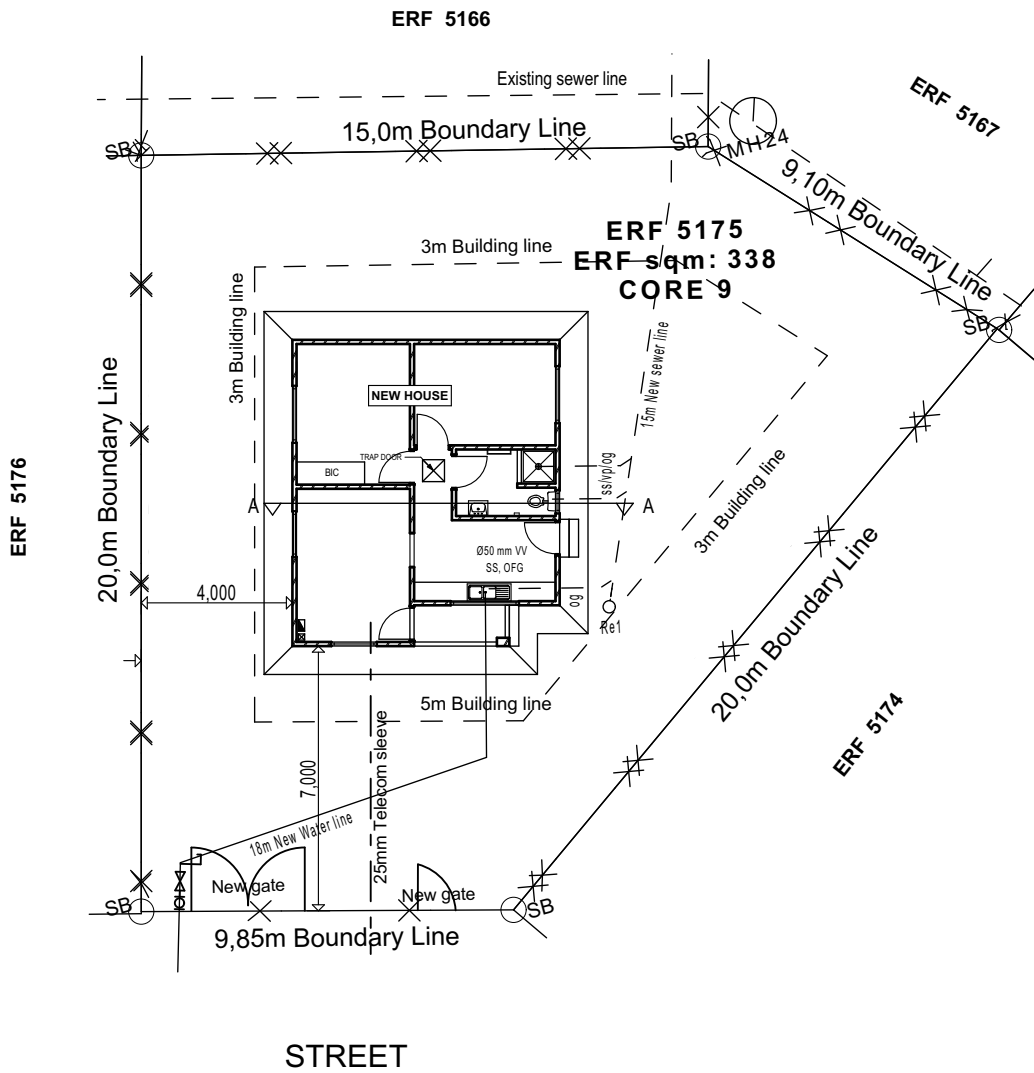 ERF 5166
Existing sewer line
ERF 5167
15,0m Boundary Line
SB
SB
MH24
9,10m Boundary Line
ERF 5175
ERF sqm: 338
CORE 9
3m Building line
SB
3m Building line
NEW HOUSE
15m New sewer line
20,0m Boundary Line
TRAP DOOR
BIC
ss/vp/og
3m Building line
ERF 5176
A
A
Ø50 mm VV
SS, OFG
4,000
og
Re1
20,0m Boundary Line
5m Building line
ERF 5174
7,000
25mm Telecom sleeve
18m New Water line
New gate
New gate
SB
SB
9,85m Boundary Line
STREET